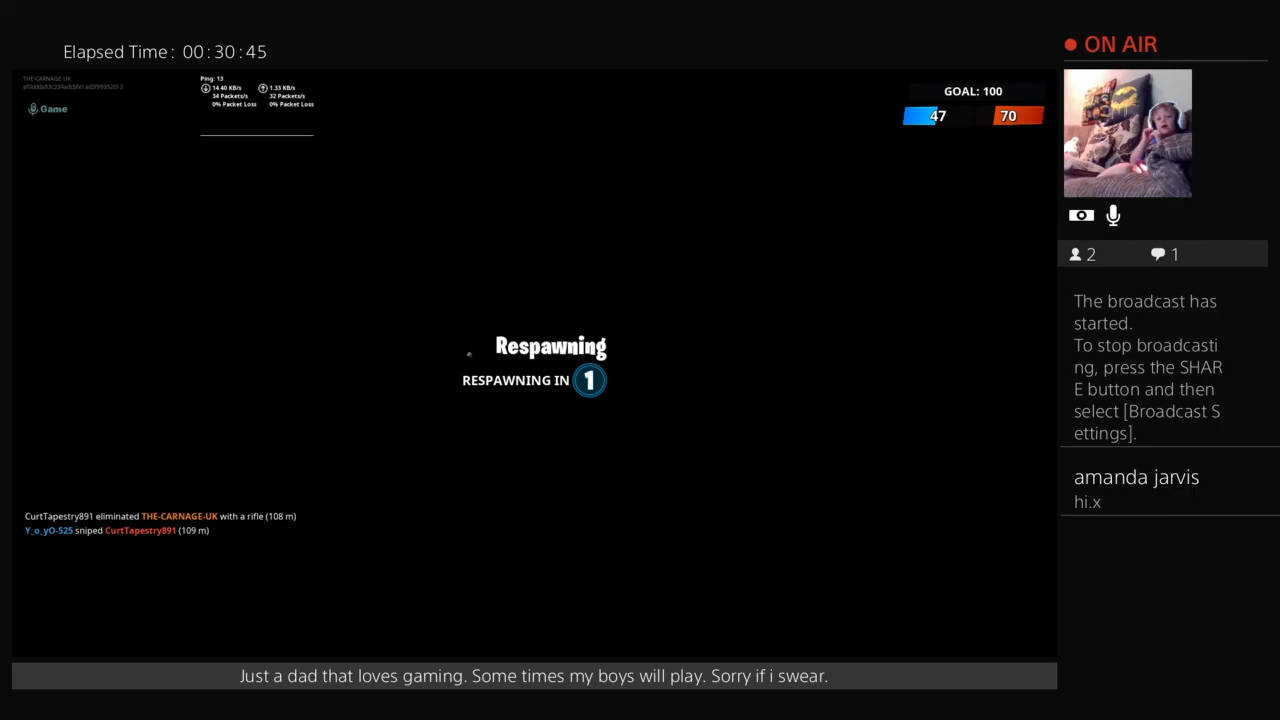 Elapsed Time: 00:30:45
ON AIR
THE-CARNAGE-UK
Game
Ping: 13
14.40 KB/s 1.33 KB/s
34 Packets/s 32 Packets/s
0% Packet Loss 0% Packet Loss
GOAL: 100
47 70
2 1
The broadcast has
started.
To stop broadcasti
ng, press the SHAR
E button and then
select [Broadcast S
ettings].
Respawning
RESPAWNING IN 1
amanda jarvis
hi.x
CurtTapestry891 eliminated THE-CARNAGE-UK with a rifle (108 m)
Y_o_yO-525 sniped CurtTapestry891 (109 m)
Just a dad that loves gaming. Some times my boys will play. Sorry if i swear.